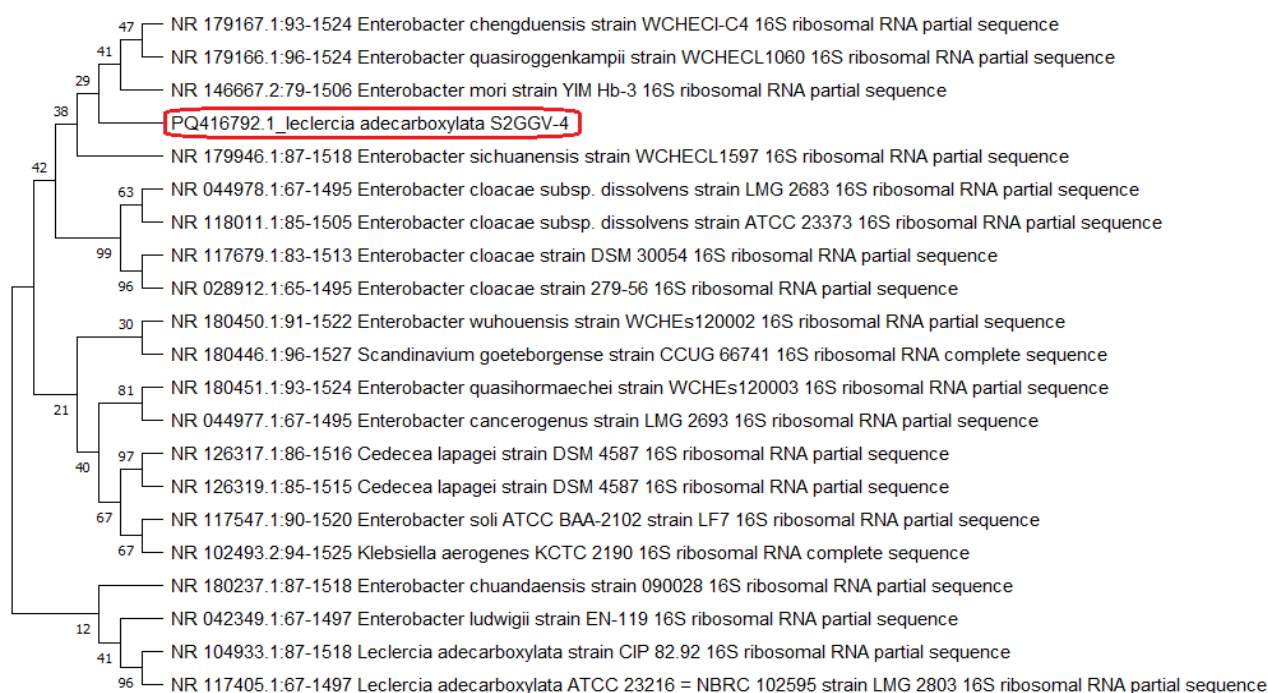 47
NR 179167.1:93-1524 Enterobacter chengduensis strain WCHECl-C4 16S ribosomal RNA partial sequence
41
NR 179166.1:96-1524 Enterobacter quasiroggenkampii strain WCHECL1060 16S ribosomal RNA partial sequence
29
NR 146667.2:79-1506 Enterobacter mori strain YIM Hb-3 16S ribosomal RNA partial sequence
38
PQ416792.1_leclercia adecarboxylata S2GGV-4
42
NR 179946.1:87-1518 Enterobacter sichuanensis strain WCHECL1597 16S ribosomal RNA partial sequence
63
NR 044978.1:67-1495 Enterobacter cloacae subsp. dissolvens strain LMG 2683 16S ribosomal RNA partial sequence
NR 118011.1:85-1505 Enterobacter cloacae subsp. dissolvens strain ATCC 23373 16S ribosomal RNA partial sequence
99
NR 117679.1:83-1513 Enterobacter cloacae strain DSM 30054 16S ribosomal RNA partial sequence
96
NR 028912.1:65-1495 Enterobacter cloacae strain 279-56 16S ribosomal RNA partial sequence
30
NR 180450.1:91-1522 Enterobacter wuhouensis strain WCHEs120002 16S ribosomal RNA partial sequence
NR 180446.1:96-1527 Scandinavium goeteborgense strain CCUG 66741 16S ribosomal RNA complete sequence
81
NR 180451.1:93-1524 Enterobacter quasihormaechei strain WCHEs120003 16S ribosomal RNA partial sequence
21
NR 044977.1:67-1495 Enterobacter cancerogenus strain LMG 2693 16S ribosomal RNA partial sequence
97
NR 126317.1:86-1516 Cedecea lapagei strain DSM 4587 16S ribosomal RNA partial sequence
40
NR 126319.1:85-1515 Cedecea lapagei strain DSM 4587 16S ribosomal RNA partial sequence
67
NR 117547.1:90-1520 Enterobacter soli ATCC BAA-2102 strain LF7 16S ribosomal RNA partial sequence
67
NR 102493.2:94-1525 Klebsiella aerogenes KCTC 2190 16S ribosomal RNA complete sequence
NR 180237.1:87-1518 Enterobacter chuandaensis strain 090028 16S ribosomal RNA partial sequence
12
NR 042349.1:67-1497 Enterobacter ludwigii strain EN-119 16S ribosomal RNA partial sequence
41
NR 104933.1:87-1518 Leclercia adecarboxylata strain CIP 82.92 16S ribosomal RNA partial sequence
96
NR 117405.1:67-1497 Leclercia adecarboxylata ATCC 23216 = NBRC 102595 strain LMG 2803 16S ribosomal RNA partial sequence